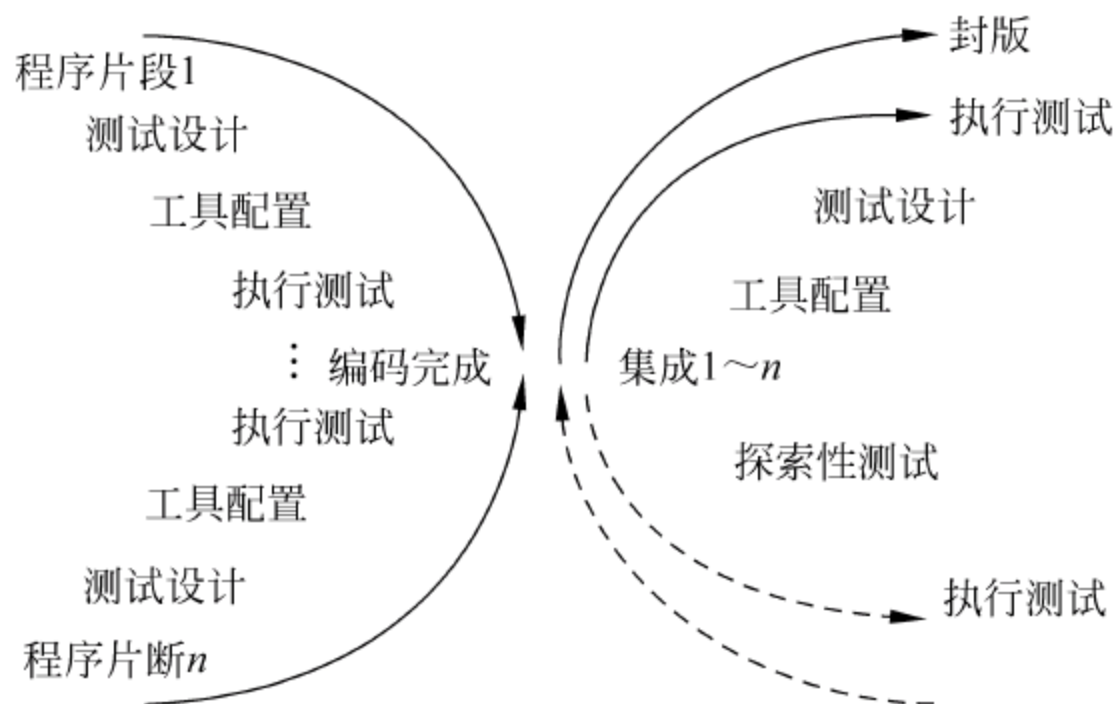 程序片段1
测试设计
工具配置
执行测试
⋮ 编码完成
执行测试
工具配置
测试设计
程序片断n
封版
执行测试
测试设计
工具配置
集成1～n
探索性测试
执行测试